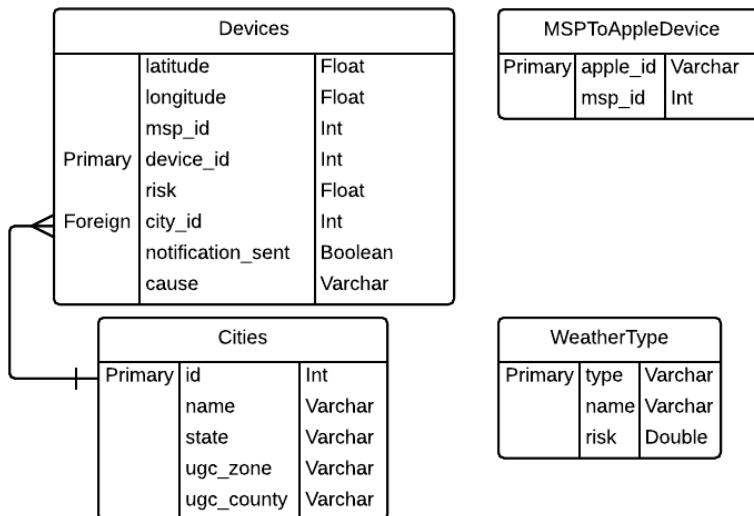 Devices
latitude Float
longitude Float
msp_id Int
Primary device_id Int
risk Float
Foreign city_id Int
notification_sent Boolean
cause Varchar
MSPToAppleDevice
Primary apple_id Varchar
msp_id Int
Cities
Primary id Int
name Varchar
state Varchar
ugc_zone Varchar
ugc_county Varchar
WeatherType
Primary type Varchar
name Varchar
risk Double